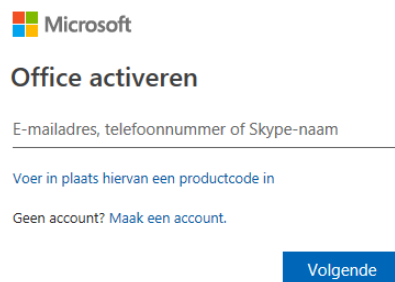 Microsoft
Office activeren
E-mailadres, telefoonnummer of Skype-naam
Voer in plaats hiervan een productcode in
Geen account? Maak een account.
Volgende